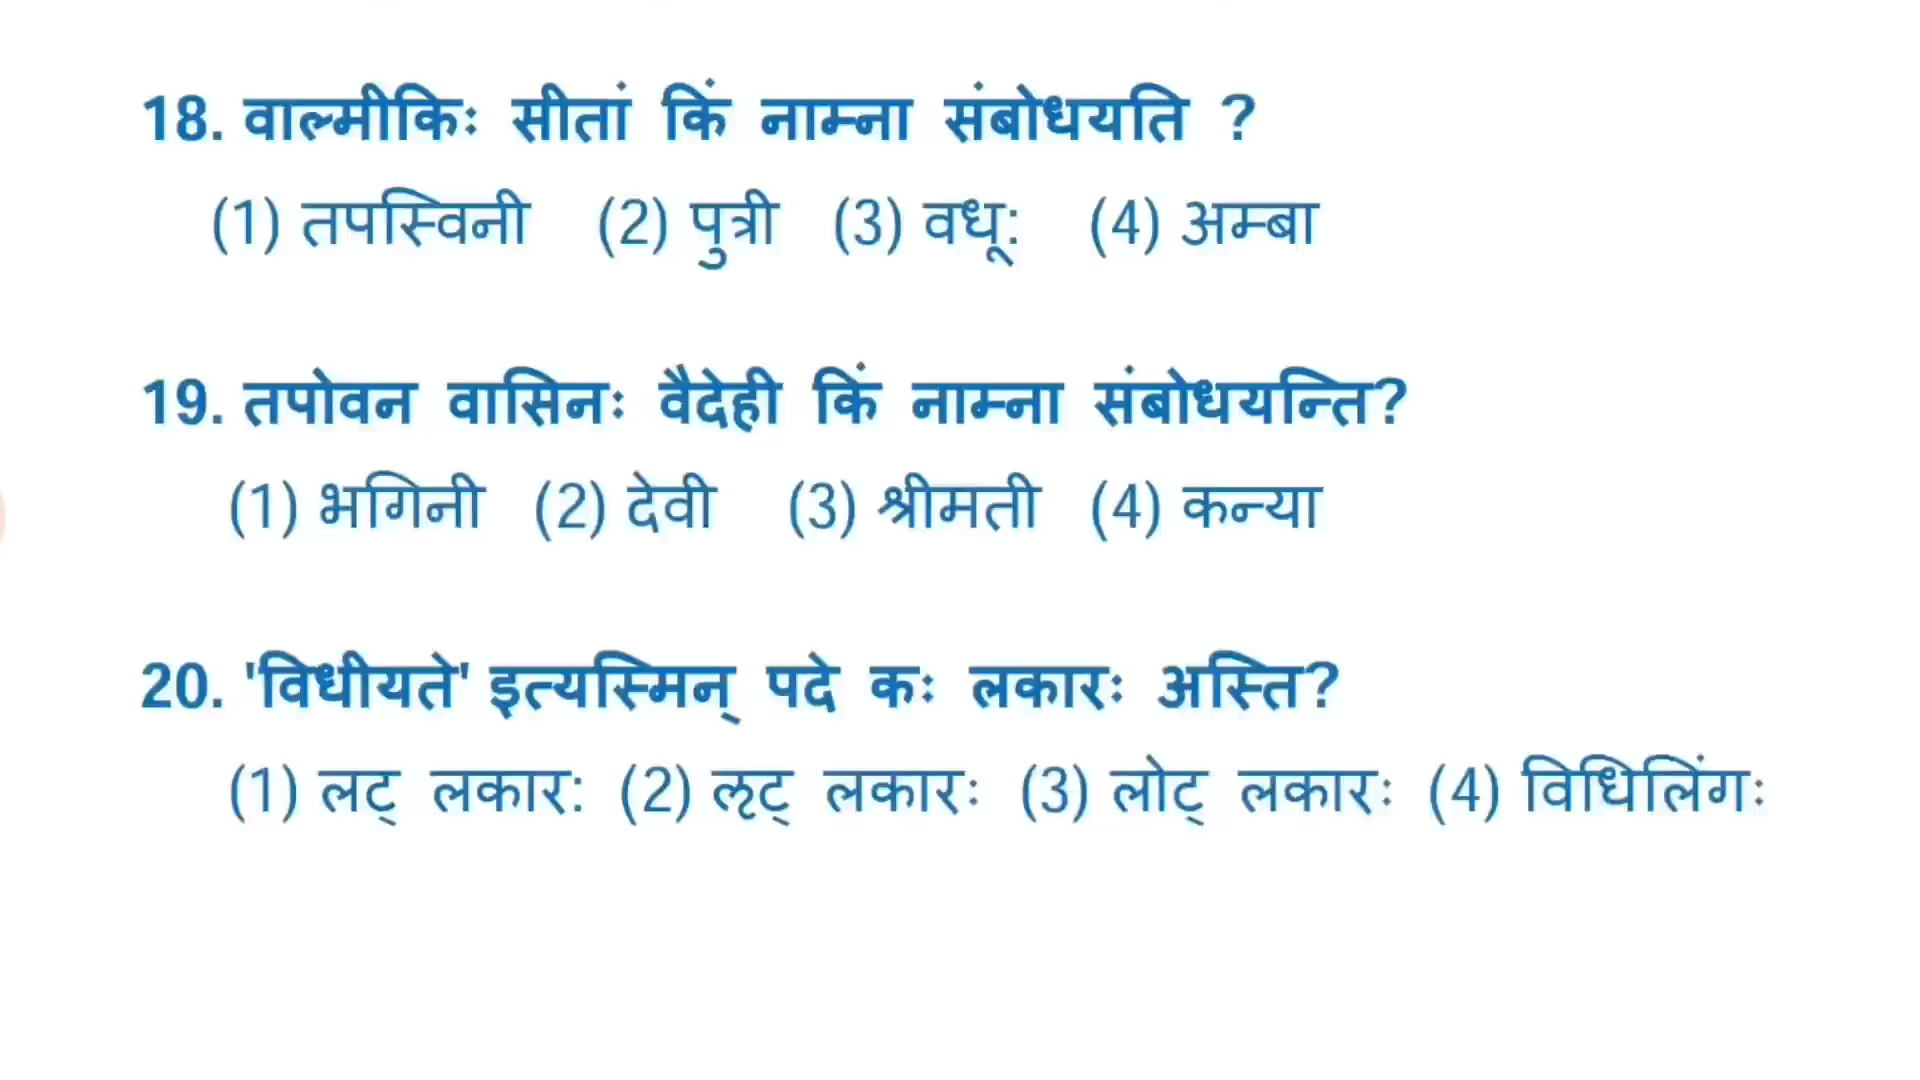 18. वाल्मीकिः सीतां किं नाम्ना संबोधयति ?
(1) तपस्विनी (2) पुत्री (3) वधू: (4) अम्बा
19. तपोवन वासिनः वैदेही किं नाम्ना संबोधयन्ति?
(1) भगिनी (2) देवी (3) श्रीमती (4) कन्या
20. 'विधीयते' इत्यस्मिन् पदे कः लकारः अस्ति?
(1) लट् लकार: (2) ऌट् लकारः (3) लोट् लकारः (4) विधिलिंगः